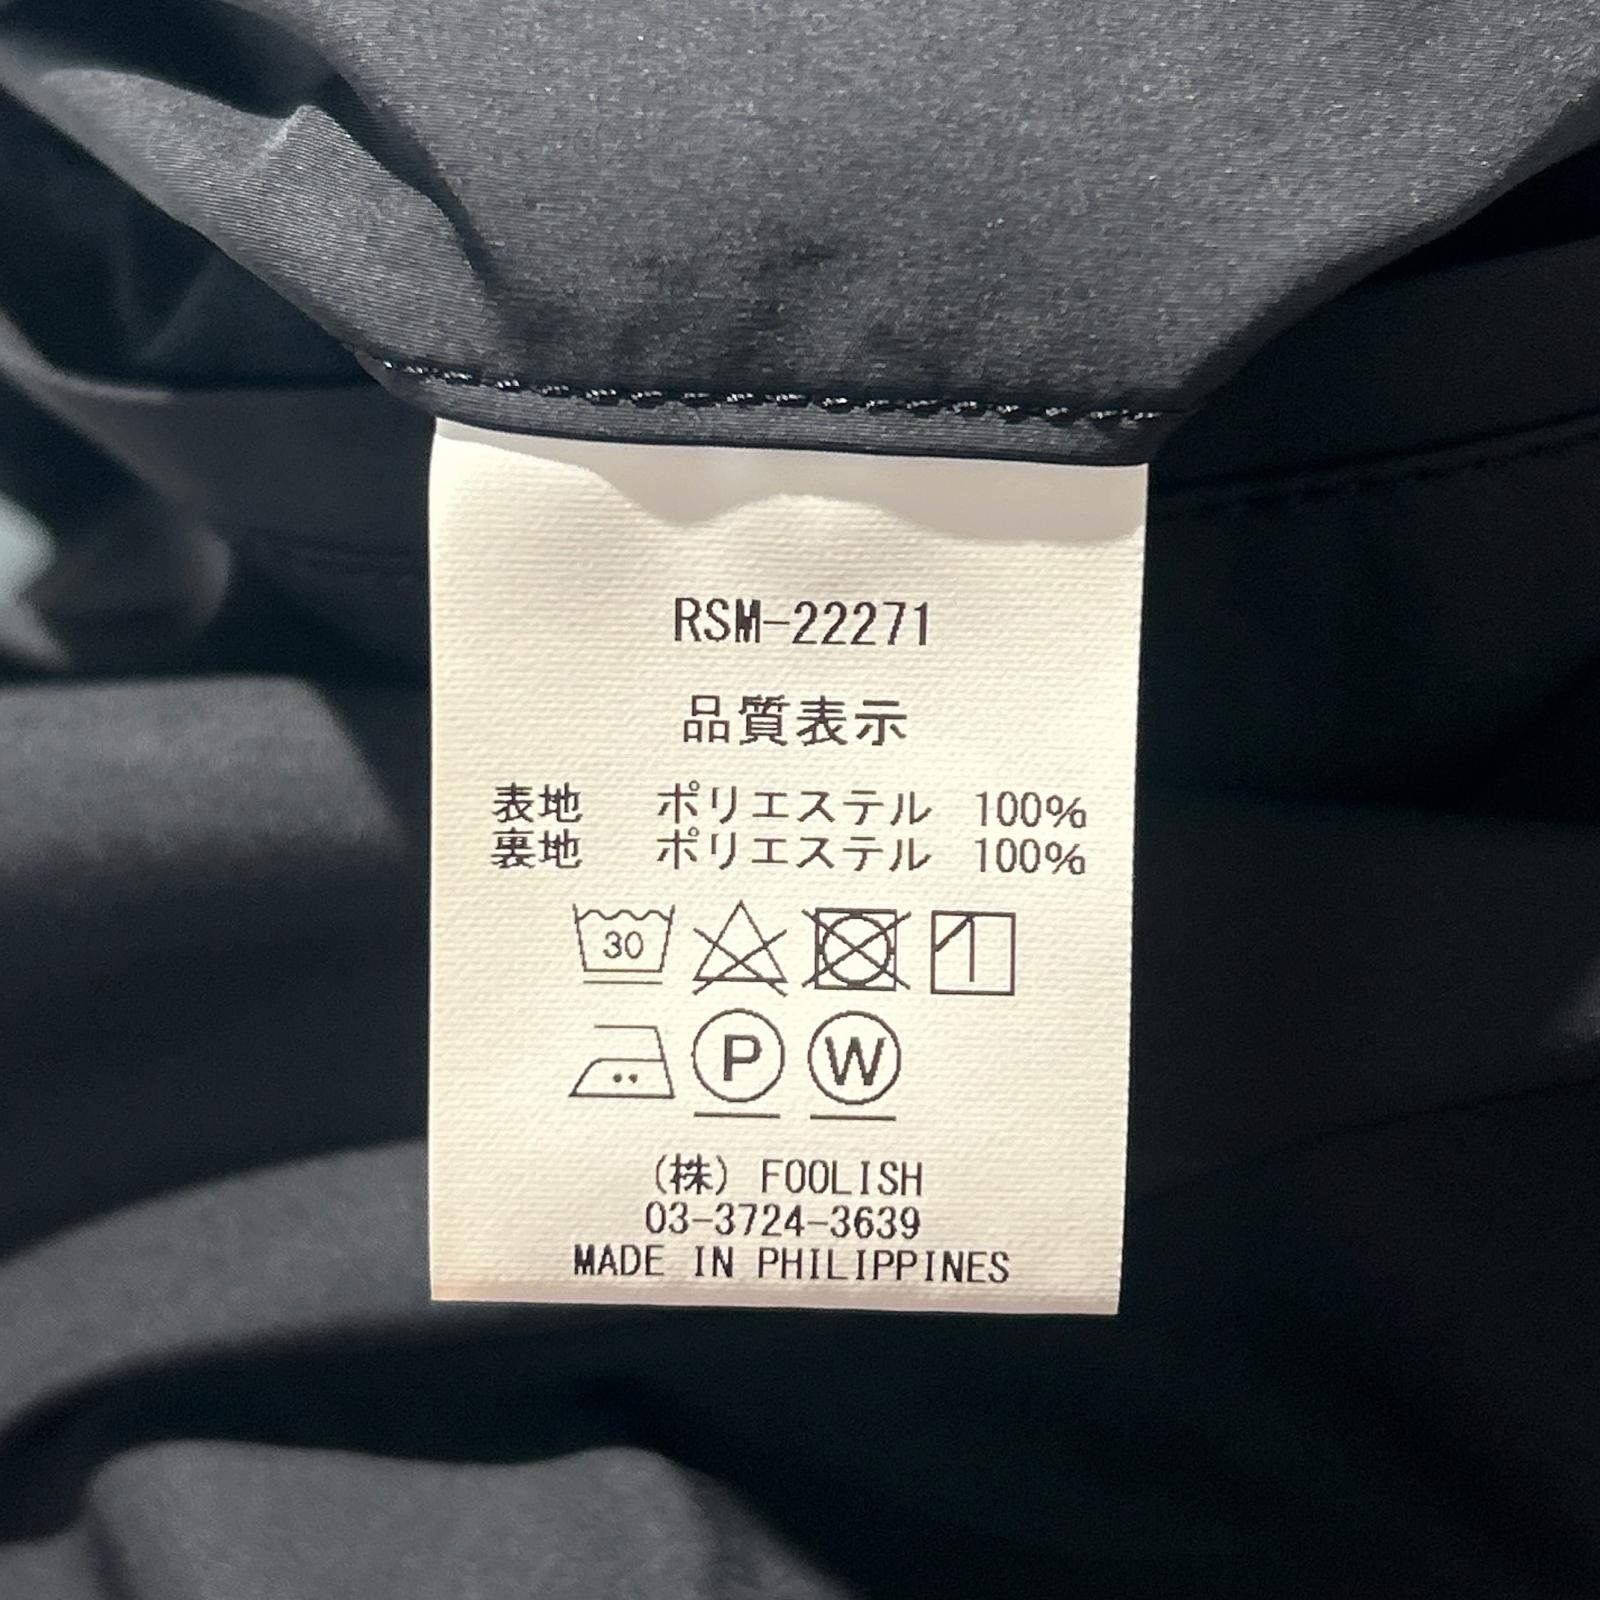 RSM-22271
品質表示
表地 ポリエステル 100%
裏地 ポリエステル 100%
30
P W
(株) FOOLISH
03-3724-3639
MADE IN PHILIPPINES